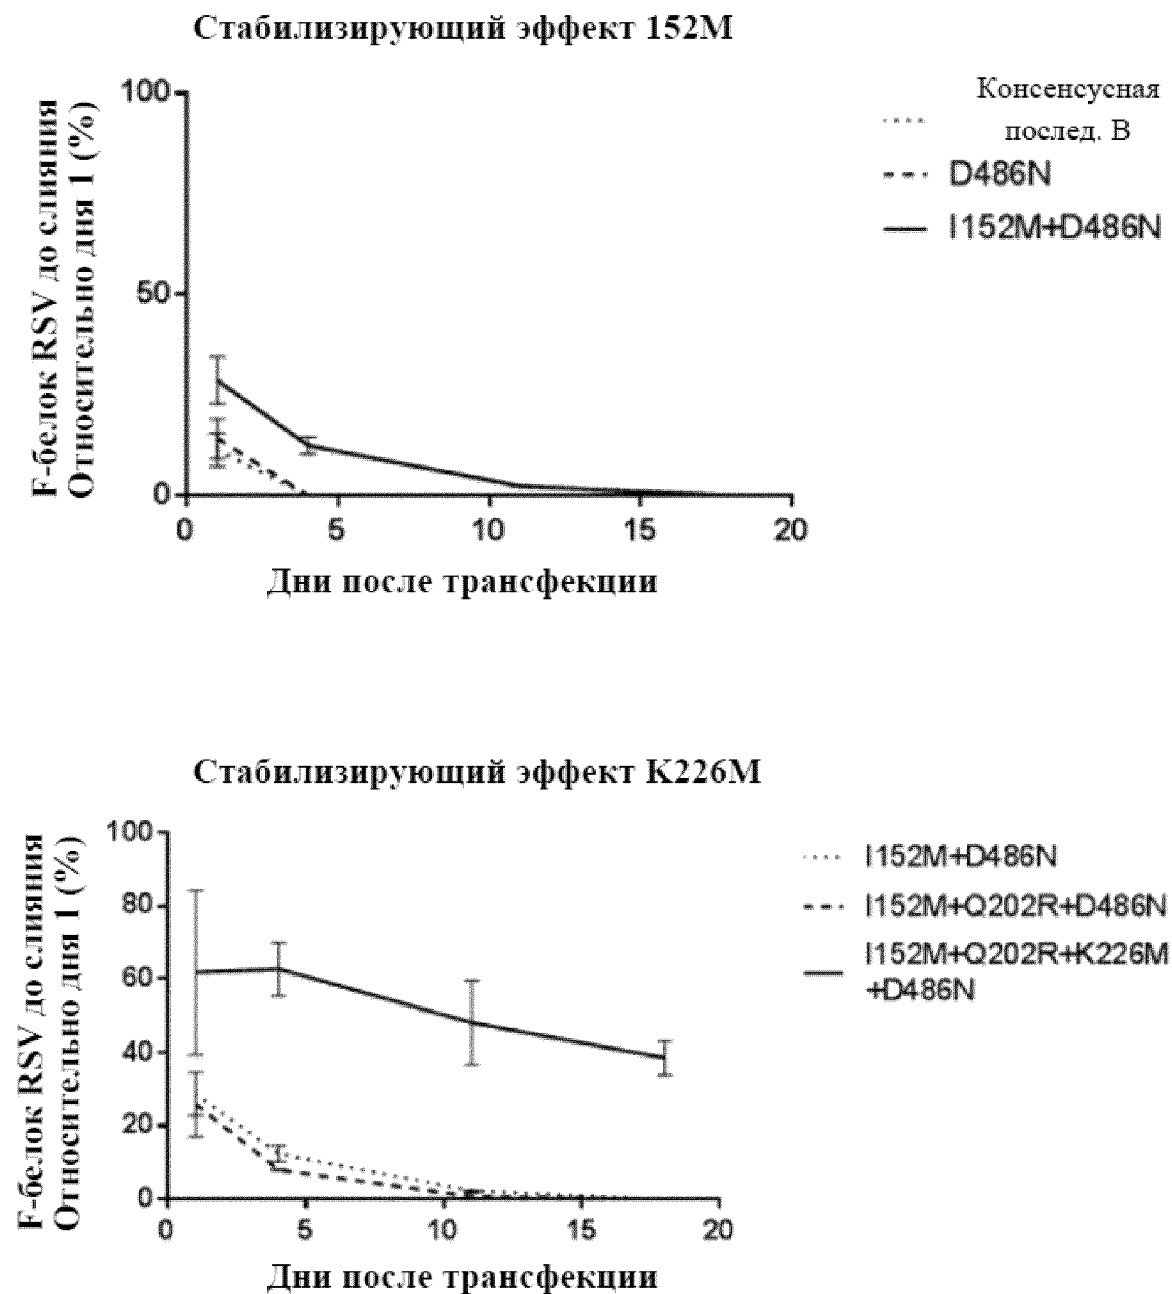 Стабилизирующий эффект 152М
F-белок RSV до слияния
Относительно дня 1 (%)
100
50
0
0 5 10 15 20
Дни после трансфекции
Консенсусная
послед. В
D486N
I152M+D486N
Стабилизирующий эффект K226M
F-белок RSV до слияния
Относительно дня 1 (%)
100
80
60
40
20
0
0 5 10 15 20
Дни после трансфекции
I152M+D486N
I152M+Q202R+D486N
I152M+Q202R+K226M
+D486N